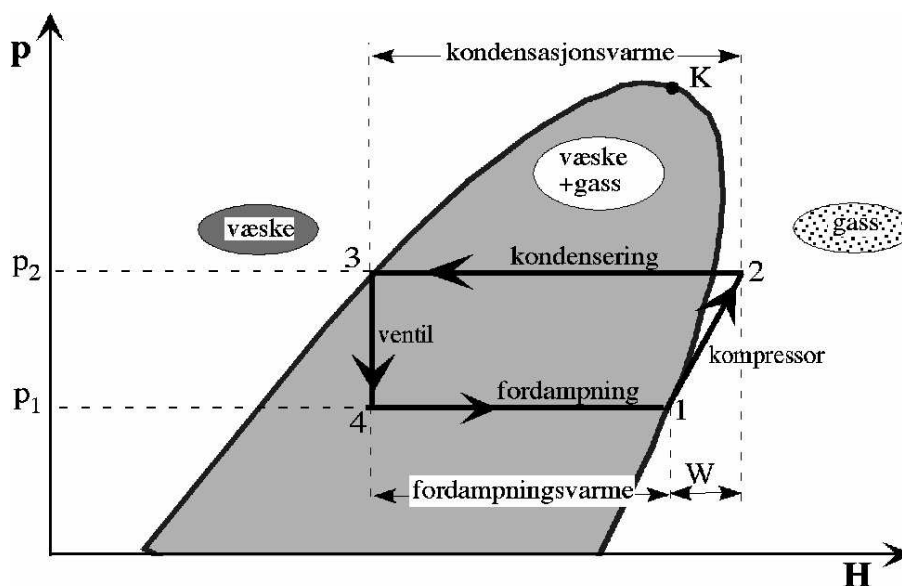 p
kondensasjonsvarme
K
væske
+gass
væske
gass
p2
3
kondensering
2
ventil
kompressor
p1
fordampning
4
1
W
fordampningsvarme
H